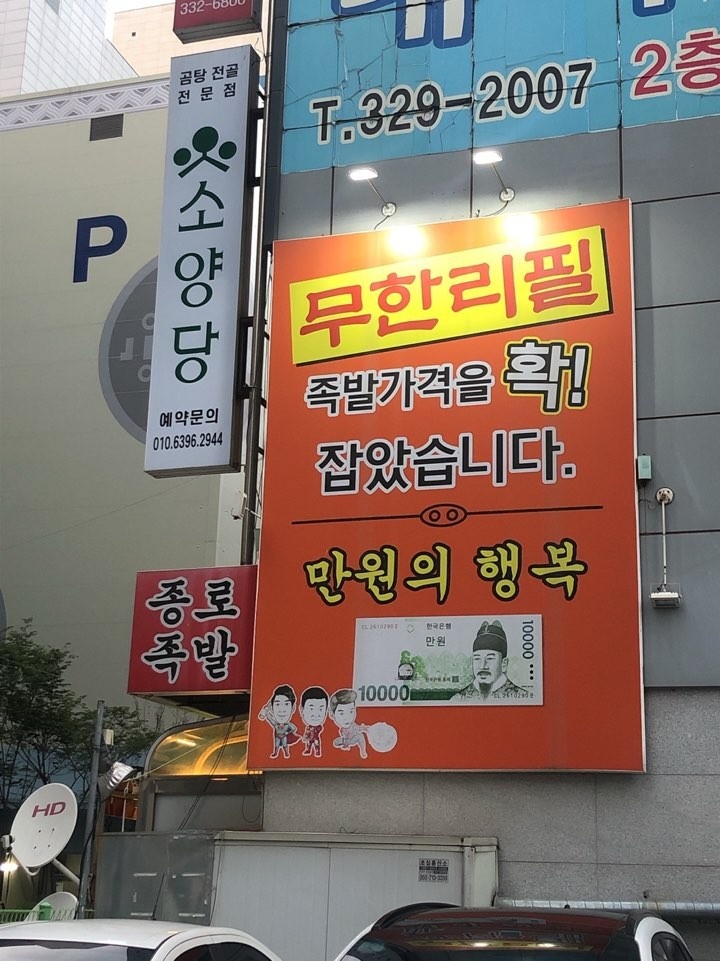 332-6800
T.329-2007 2층
곰탕 전골
전문점
소양당
예약문의
010.6396.2944
P
무한리필
족발가격을 확!
잡았습니다.
만원의 행복
한국은행
만원
10000
10000
종로
족발
HD